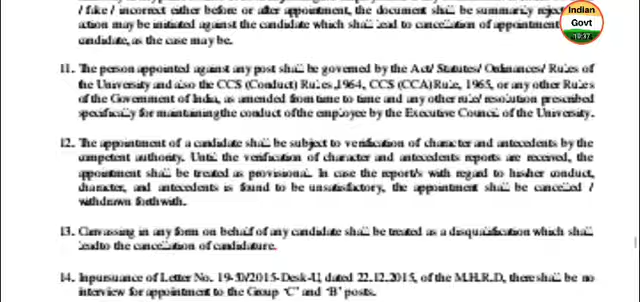 / fake / incorrect either before or after appointment, the document shall be summarily
action may be initiated against the candidate which shall lead to cancellation of appointment
candidate, as the case may be.
Indian
Govt
10:37
11. The person appointed against any post shall be governed by the Act/ Statutes/ Ordinances/ Rules of
the University and also the CCS (Conduct) Rules,1964, CCS (CCA) Rule, 1965, or any other Rules
of the Government of India, as amended from time to time and any other rule/ resolution prescribed
specifically for maintaining the conduct of the employee by the Executive Council of the University.
12. The appointment of a candidate shall be subject to verification of character and antecedents by the
competent authority. Until the verification of character and antecedents reports are received, the
appointment shall be treated as provisional. In case the report/s with regard to his/her conduct,
character, and antecedents is found to be unsatisfactory, the appointment shall be cancelled /
withdrawn forthwith.
13. Canvassing in any form on behalf of any candidate shall be treated as a disqualification which shall
lead to the cancellation of candidature.
14. In pursuance of Letter No. 19-50/2015-Desk-U, dated 22.12.2015, of the M.H.R.D, there shall be no
interview for appointment to the Group 'C' and 'B' posts.